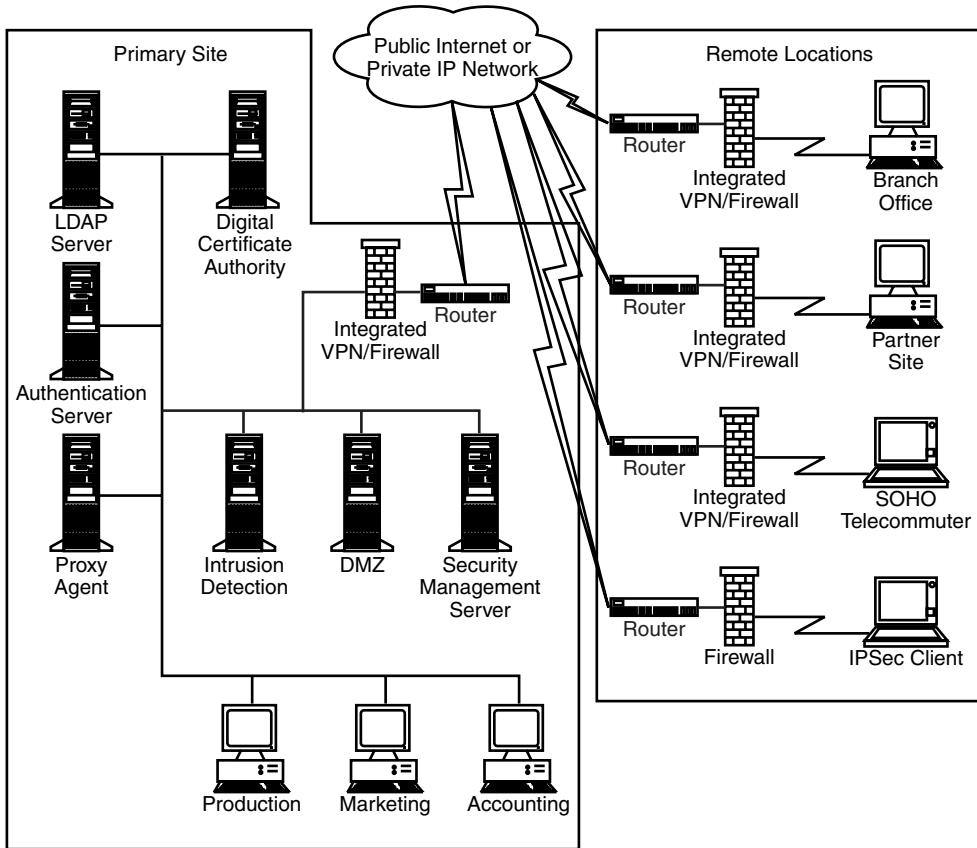 Primary Site
Public Internet or
Private IP Network
Remote Locations
LDAP
Server
Digital
Certificate
Authority
Integrated
VPN/Firewall
Router
Authentication
Server
Proxy
Agent
Intrusion
Detection
DMZ
Security
Management
Server
Production
Marketing
Accounting
Router
Integrated
VPN/Firewall
Branch
Office
Router
Integrated
VPN/Firewall
Partner
Site
Router
Integrated
VPN/Firewall
SOHO
Telecommuter
Router
Firewall
IPSec Client